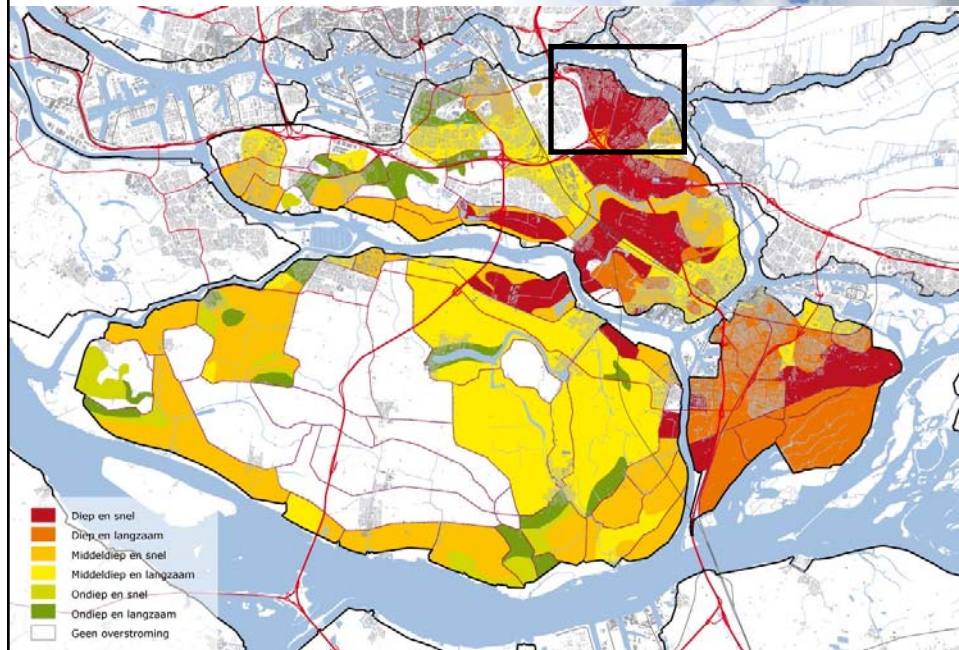 Diep en snel
Diep en langzaam
Middeldiep en snel
Middeldiep en langzaam
Ondiep en snel
Ondiep en langzaam
Geen overstroming